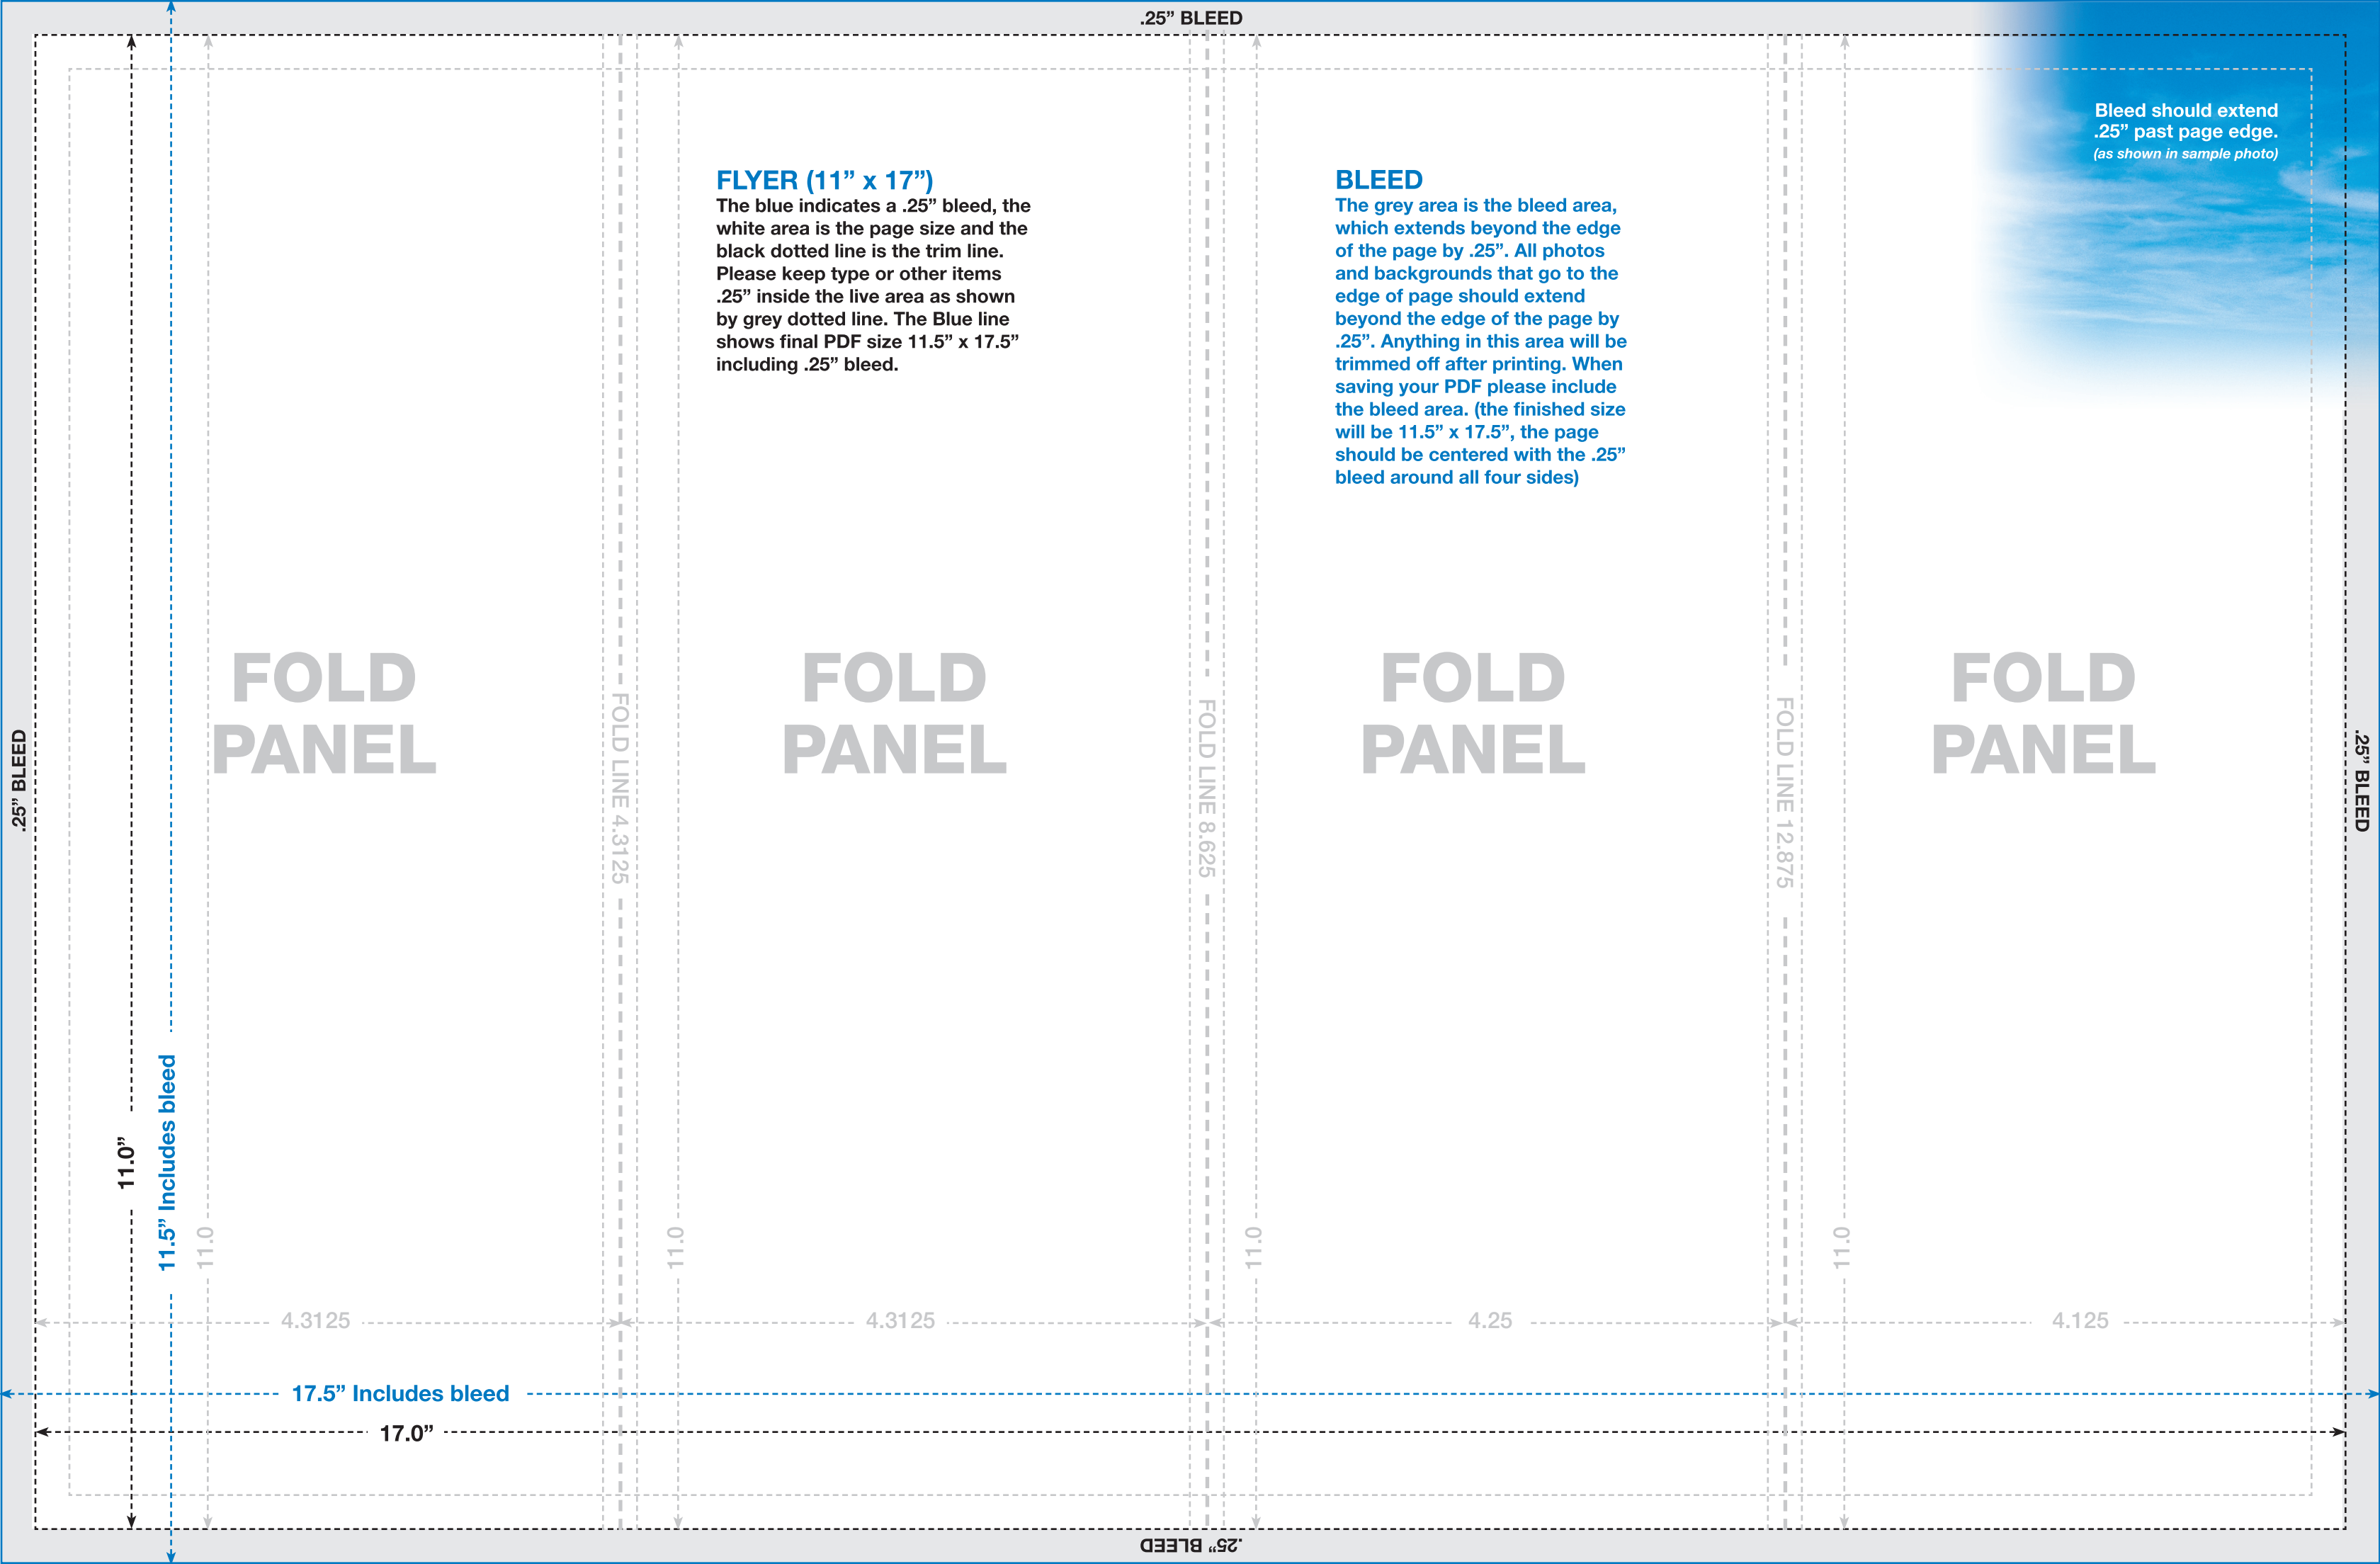 .25” BLEED
Bleed should extend
.25” past page edge.
(as shown in sample photo)
FLYER (11” x 17”)
The blue indicates a .25” bleed, the
white area is the page size and the
black dotted line is the trim line.
Please keep type or other items
.25” inside the live area as shown
by grey dotted line. The Blue line
shows final PDF size 11.5” x 17.5”
including .25” bleed.
BLEED
The grey area is the bleed area,
which extends beyond the edge
of the page by .25”. All photos
and backgrounds that go to the
edge of page should extend
beyond the edge of the page by
.25”. Anything in this area will be
trimmed off after printing. When
saving your PDF please include
the bleed area. (the finished size
will be 11.5” x 17.5”, the page
should be centered with the .25”
bleed around all four sides)
FOLD
PANEL
FOLD
PANEL
FOLD
PANEL
FOLD
PANEL
.25” BLEED
FOLD LINE 4.3125
FOLD LINE 8.625
FOLD LINE 12.875
.25” BLEED
11.0”
11.5” Includes bleed
11.0
11.0
11.0
11.0
4.3125
4.3125
4.25
4.125
17.5” Includes bleed
17.0”
.25” BLEED